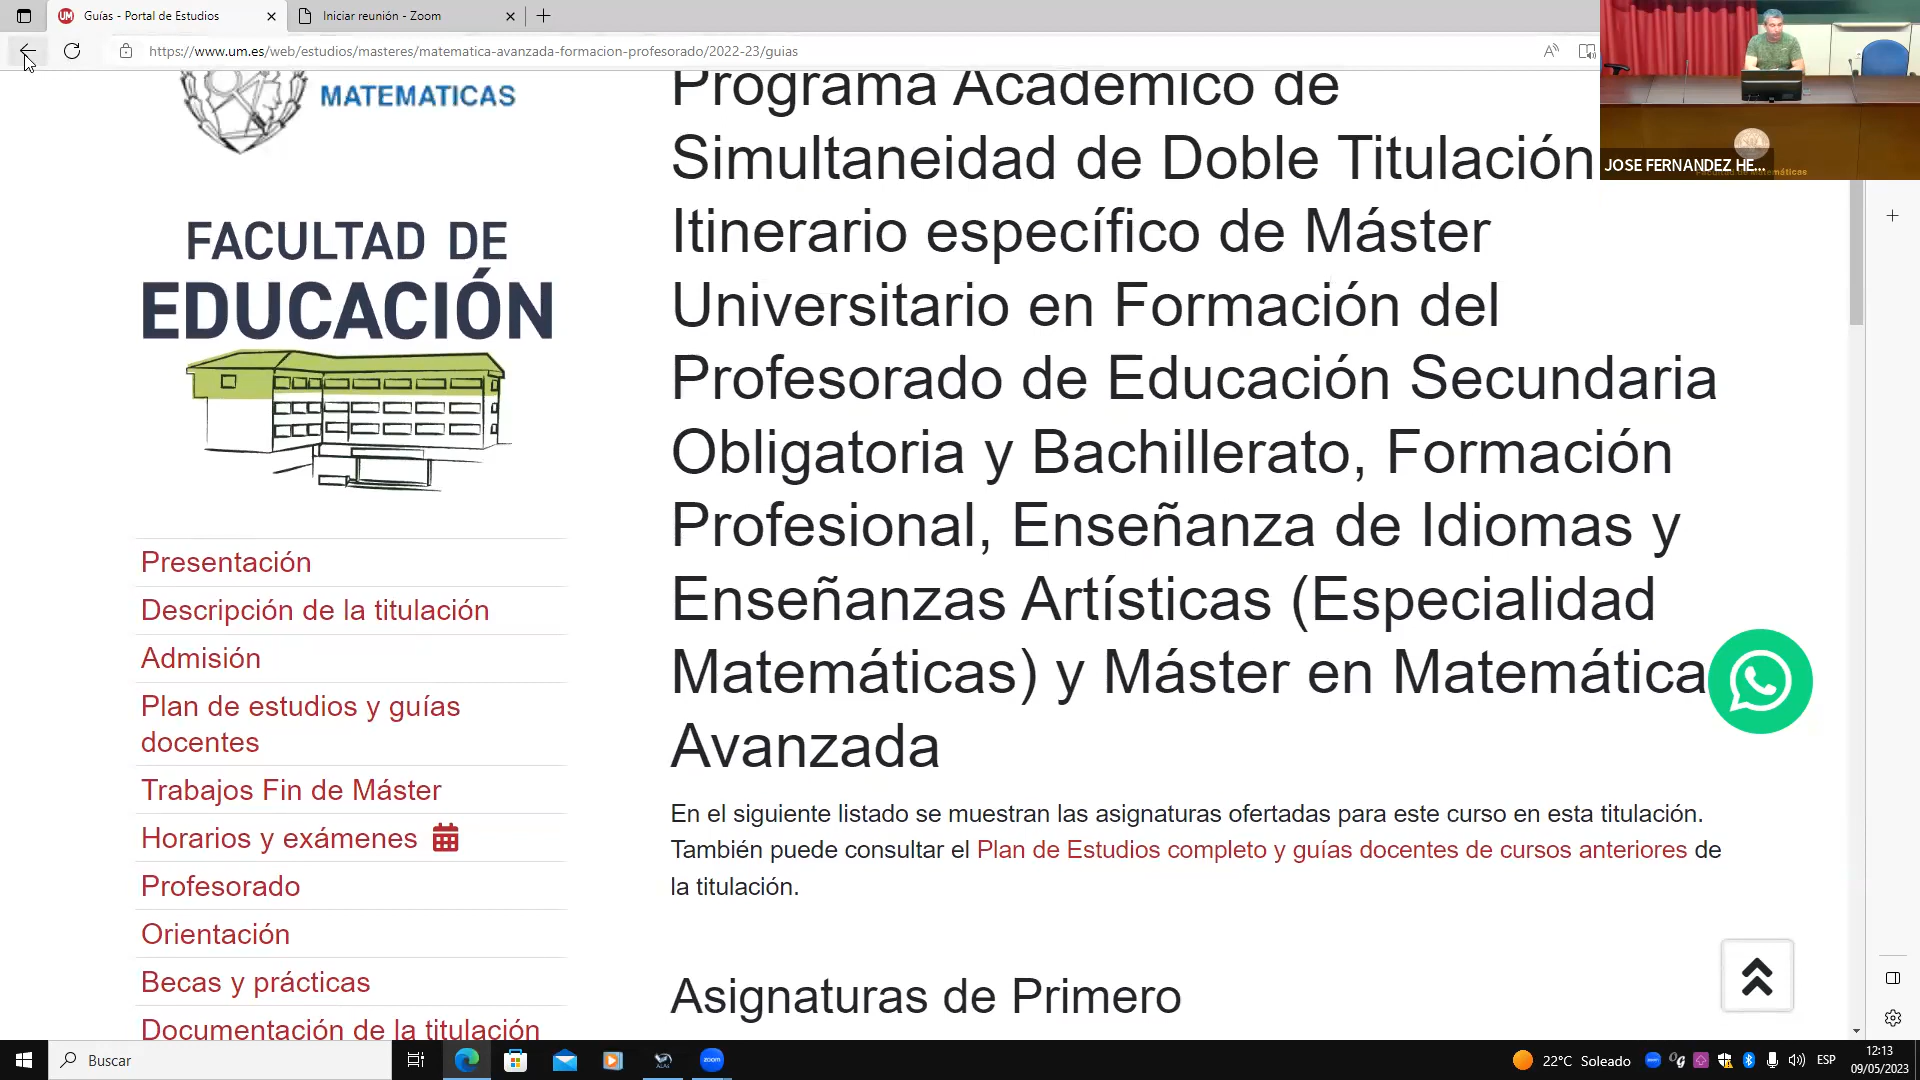 Guías - Portal de Estudios
Iniciar reunión - Zoom
https://www.um.es/web/estudios/masteres/matematica-avanzada-formacion-profesorado/2022-23/guias
MATEMATICAS
FACULTAD DE
EDUCACIÓN
Presentación
Descripción de la titulación
Admisión
Plan de estudios y guías
docentes
Trabajos Fin de Máster
Horarios y exámenes
Profesorado
Orientación
Becas y prácticas
Documentación de la titulación
Programa Académico de
Simultaneidad de Doble Titulación
Itinerario específico de Máster
Universitario en Formación del
Profesorado de Educación Secundaria
Obligatoria y Bachillerato, Formación
Profesional, Enseñanza de Idiomas y
Enseñanzas Artísticas (Especialidad
Matemáticas) y Máster en Matemática
Avanzada
En el siguiente listado se muestran las asignaturas ofertadas para este curso en esta titulación.
También puede consultar el Plan de Estudios completo y guías docentes de cursos anteriores de
la titulación.
Asignaturas de Primero
JOSE FERNANDEZ HE...
Facultad de Matemáticas
Buscar
zoom
22°C Soleado
ESP
12:13
09/05/2023